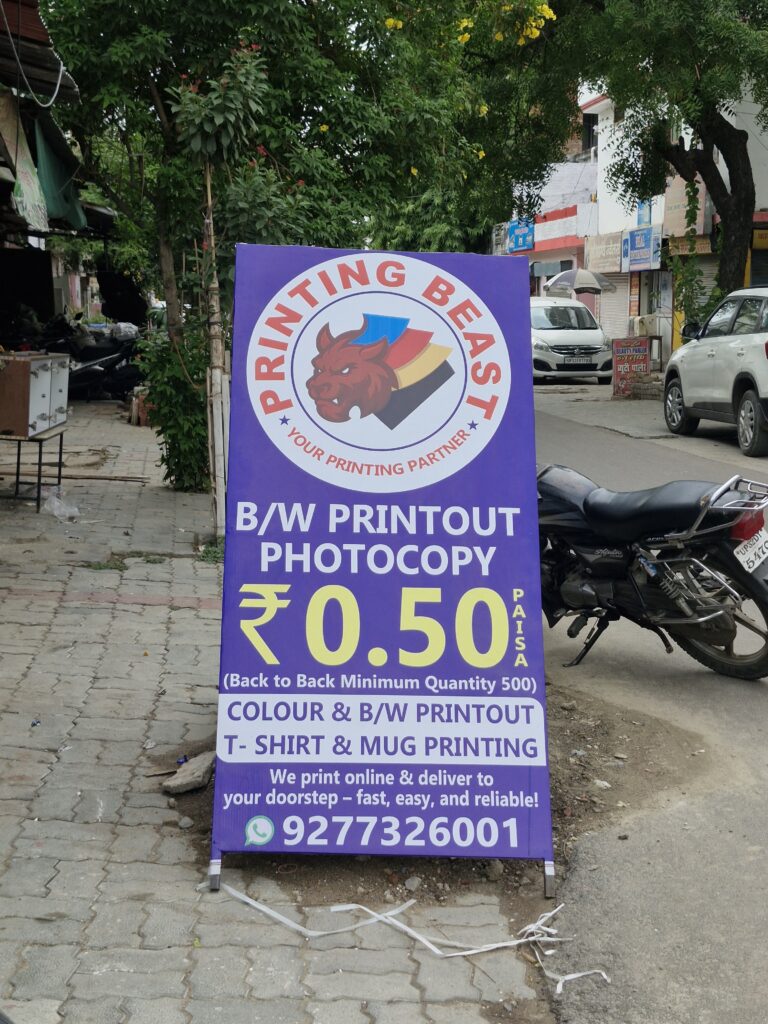 PRINTING BEAST
YOUR PRINTING PARTNER
B/W PRINTOUT
PHOTOCOPY
₹0.50 PAISA
(Back to Back Minimum Quantity 500)
COLOUR & B/W PRINTOUT
T- SHIRT & MUG PRINTING
We print online & deliver to
your doorstep – fast, easy, and reliable!
9277326001